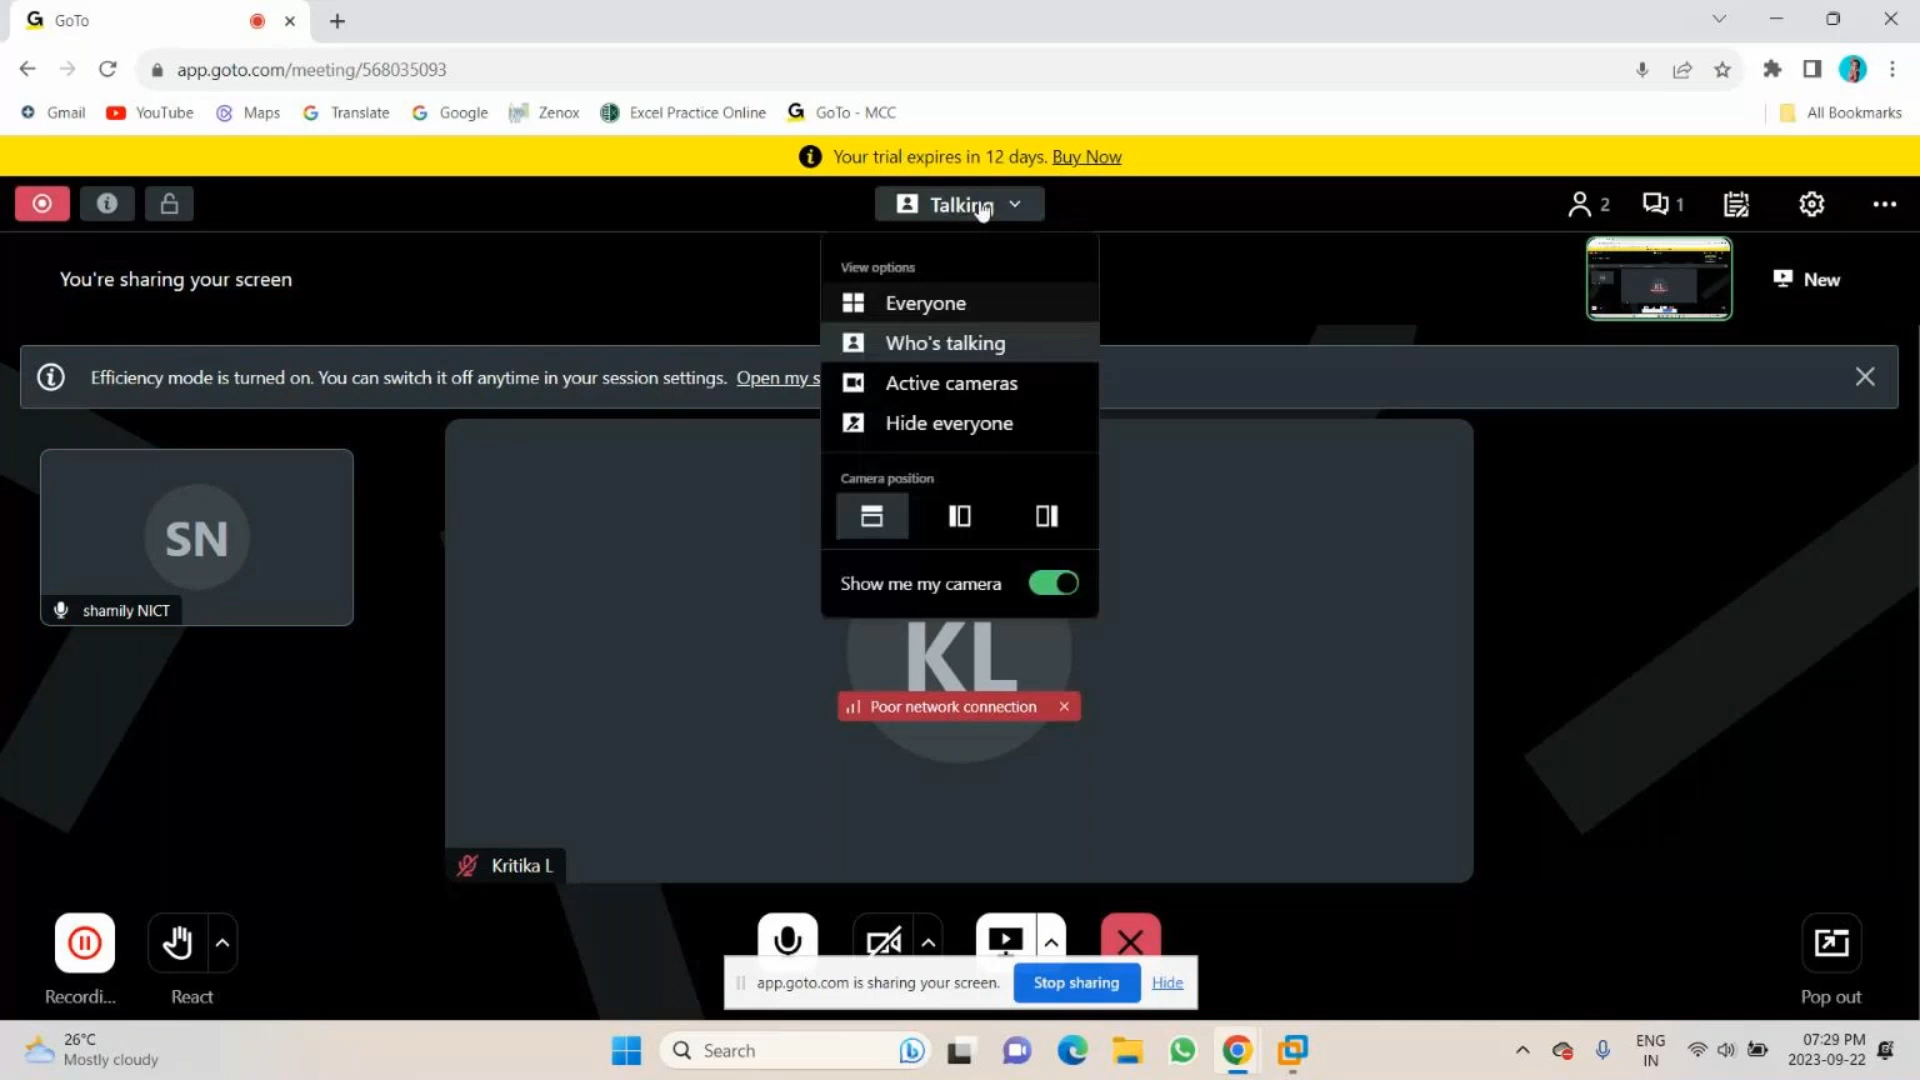 GoTo
app.goto.com/meeting/568035093
Gmail
YouTube
Maps
Translate
Google
Zenox
Excel Practice Online
GoTo - MCC
All Bookmarks
Your trial expires in 12 days. Buy Now
Talking
2
1
You're sharing your screen
New
View options
Everyone
Who's talking
Active cameras
Hide everyone
Efficiency mode is turned on. You can switch it off anytime in your session settings. Open my s
Camera position
Show me my camera
SN
shamily NICT
KL
Poor network connection
Kritika L
Recordi...
React
app.goto.com is sharing your screen.
Stop sharing
Hide
Pop out
26°C
Mostly cloudy
Search
ENG
IN
07:29 PM
2023-09-22